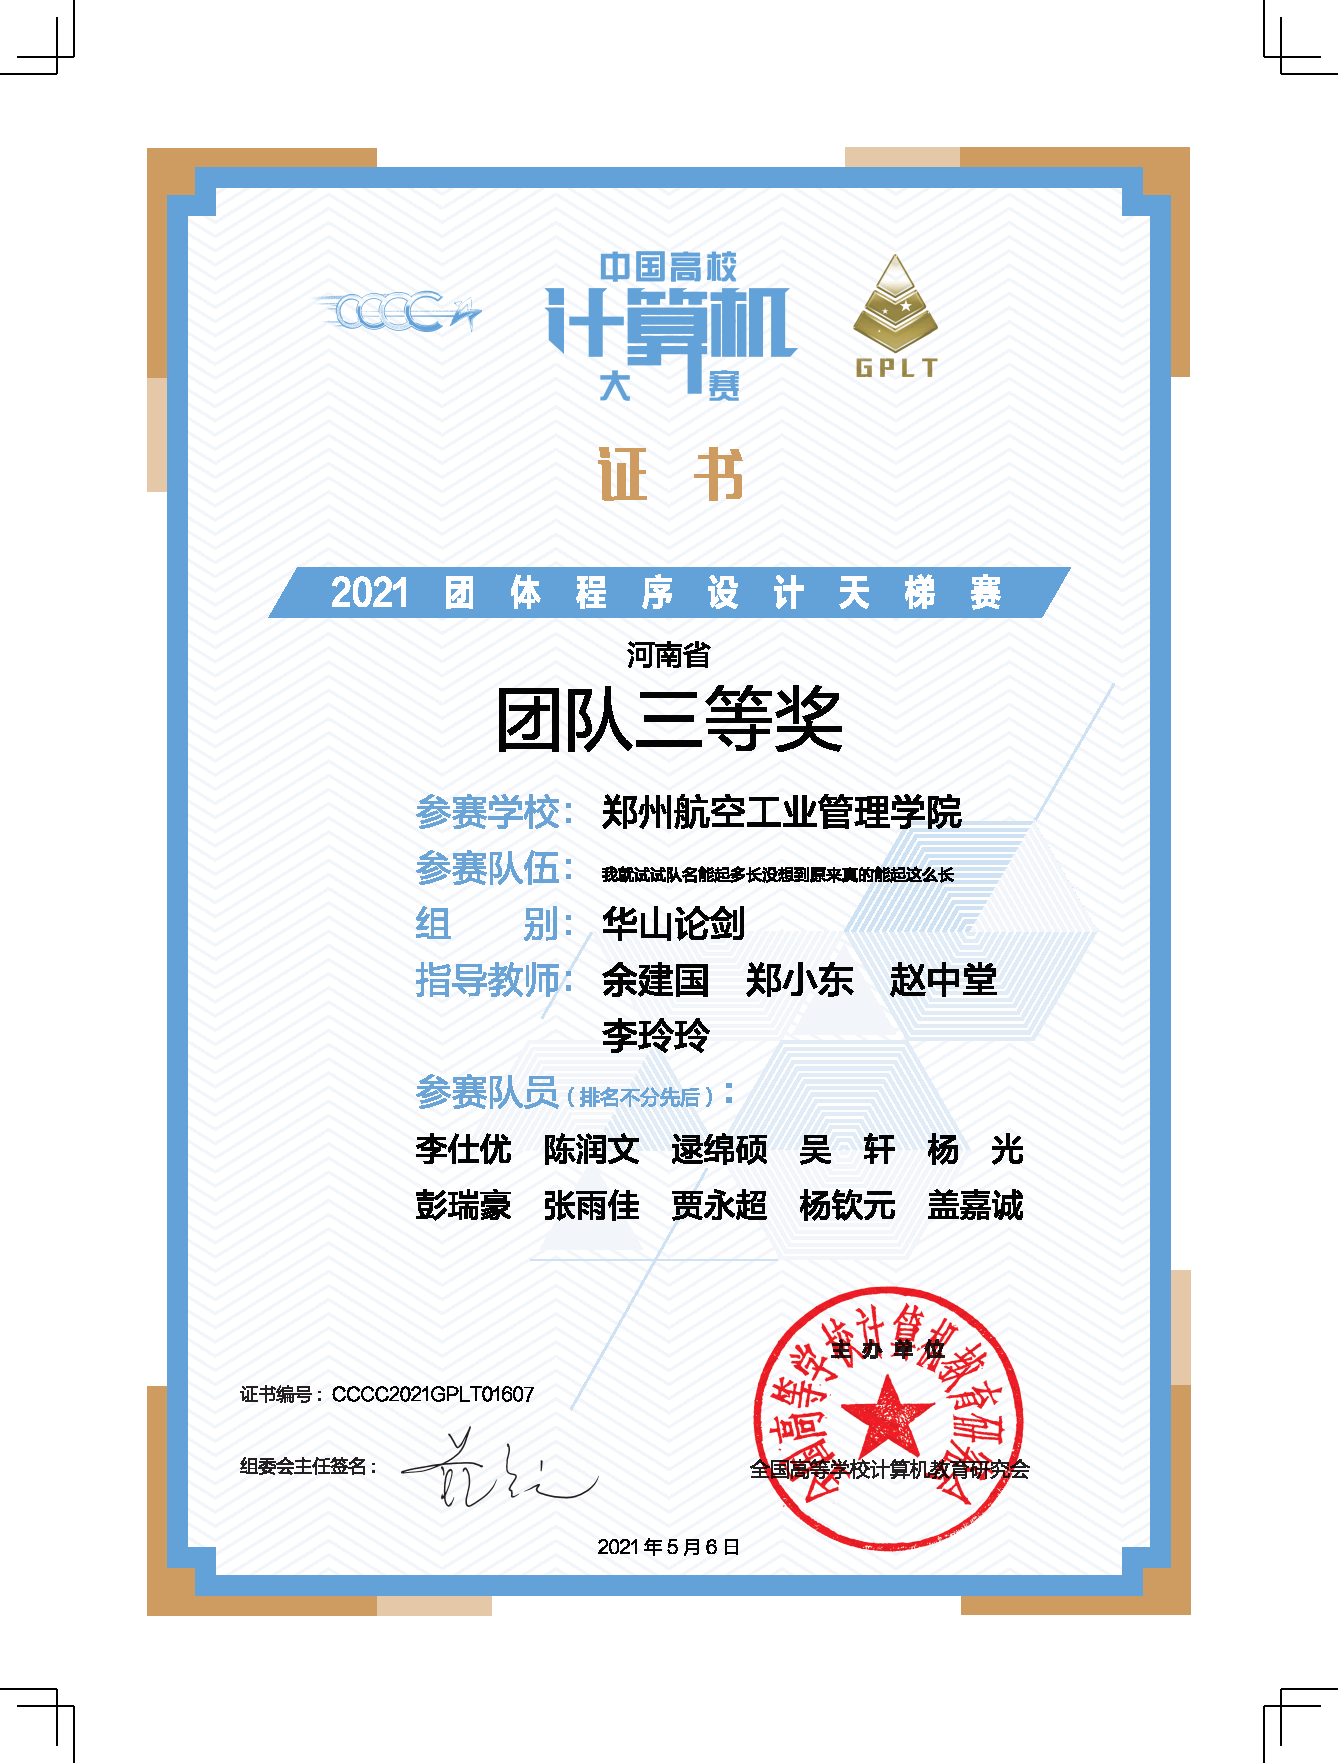 中国高校
计算机
大赛
CCCC
GPLT
证 书
2021 团 体 程 序 设 计 天 梯 赛
河南省
团队三等奖
参赛学校： 郑州航空工业管理学院
参赛队伍： 我就试试队名能起多长没想到原来真的能起这么长
组 别： 华山论剑
指导教师： 余建国 郑小东 赵中堂
李玲玲
参赛队员（排名不分先后）：
李仕优 陈润文 逯绵硕 吴 轩 杨 光
彭瑞豪 张雨佳 贾永超 杨钦元 盖嘉诚
全国高等学校计算机教育研究会
主 办 单 位
证书编号：CCCC2021GPLT01607
组委会主任签名：
全国高等学校计算机教育研究会
2021 年 5 月 6 日